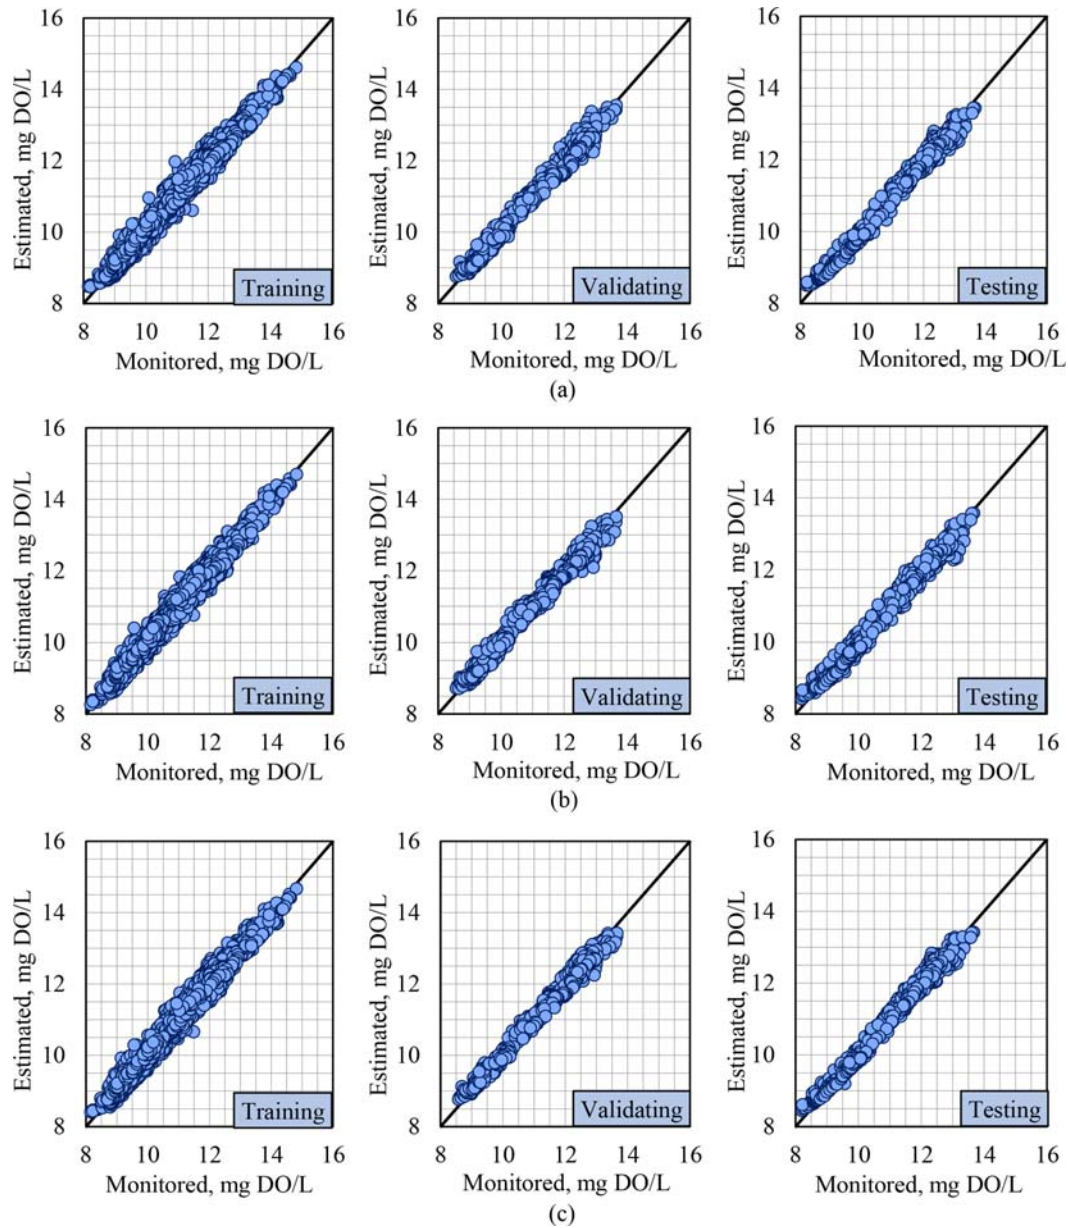 16 16 16
14 14 14
12 12 12
10 10 10
8 8 8
Estimated, mg DO/L Estimated, mg DO/L Estimated, mg DO/L
Training Validating Testing
8 10 12 14 16 8 10 12 14 16 8 10 12 14 16
Monitored, mg DO/L Monitored, mg DO/L Monitored, mg DO/L
(a)
16 16 16
14 14 14
12 12 12
10 10 10
8 8 8
Estimated, mg DO/L Estimated, mg DO/L Estimated, mg DO/L
Training Validating Testing
8 10 12 14 16 8 10 12 14 16 8 10 12 14 16
Monitored, mg DO/L Monitored, mg DO/L Monitored, mg DO/L
(b)
16 16 16
14 14 14
12 12 12
10 10 10
8 8 8
Estimated, mg DO/L Estimated, mg DO/L Estimated, mg DO/L
Training Validating Testing
8 10 12 14 16 8 10 12 14 16 8 10 12 14 16
Monitored, mg DO/L Monitored, mg DO/L Monitored, mg DO/L
(c)